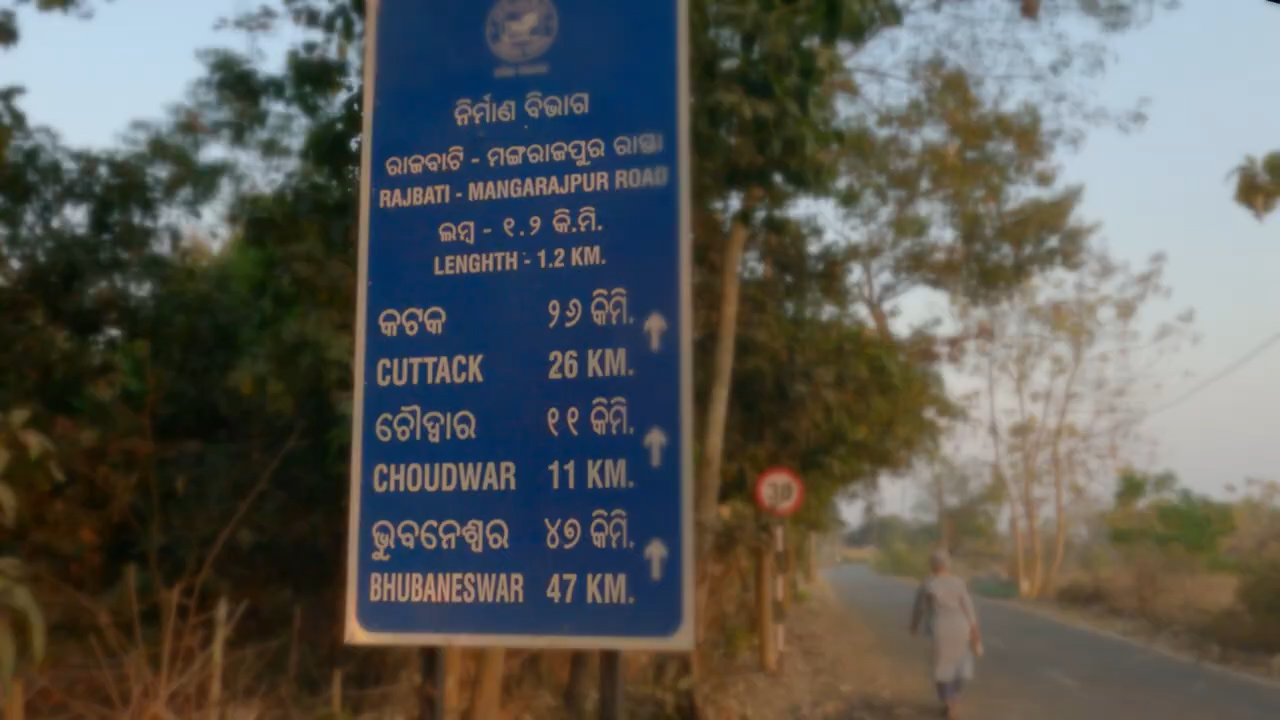 ନିର୍ମାଣ ବିଭାଗ
ରାଜବାଟି - ମଙ୍ଗରାଜପୁର ରାସ୍ତା
RAJBATI - MANGARAJPUR ROAD
ଲମ୍ବ - ୧.୨ କି.ମି.
LENGHTH - 1.2 KM.
କଟକ ୨୬ କିମି.
CUTTACK 26 KM.
ଚୌଦ୍ୱାର ୧୧ କିମି.
CHOUDWAR 11 KM.
ଭୁବନେଶ୍ୱର ୪୭ କିମି.
BHUBANESWAR 47 KM.